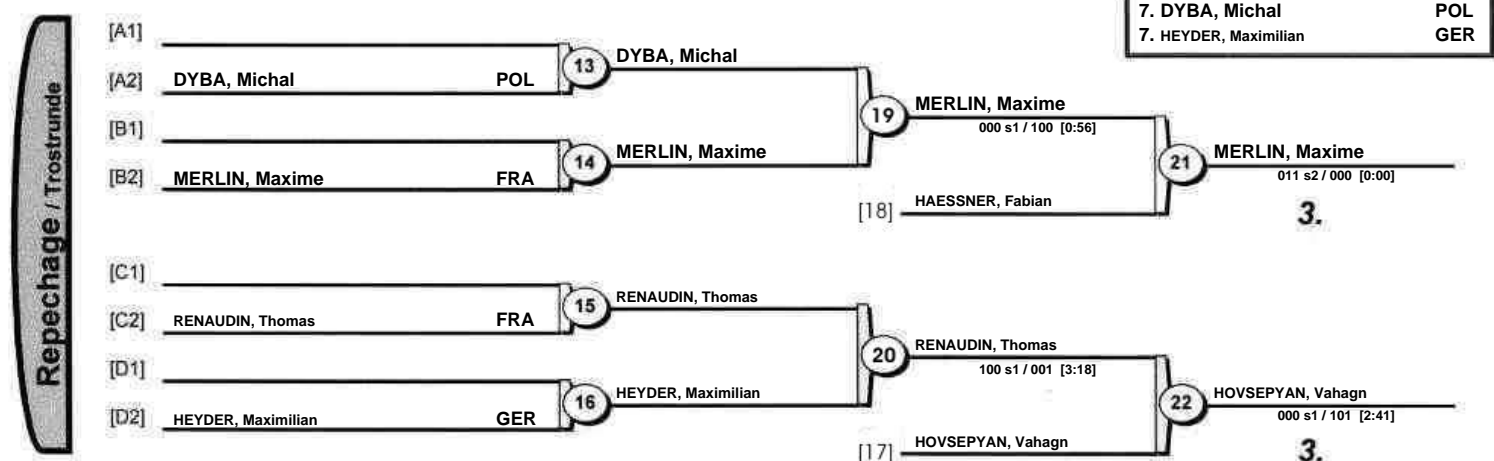 7. DYBA, Michal POL
7. HEYDER, Maximilian GER
Repechage / Trostrunde
[A1]
13 DYBA, Michal
[A2] DYBA, Michal POL
[B1]
19 MERLIN, Maxime
000 s1 / 100 [0:56]
14 MERLIN, Maxime
[B2] MERLIN, Maxime FRA
21 MERLIN, Maxime
011 s2 / 000 [0:00]
[18] HAESSNER, Fabian
3.
[C1]
15 RENAUDIN, Thomas
[C2] RENAUDIN, Thomas FRA
20 RENAUDIN, Thomas
100 s1 / 001 [3:18]
[D1]
16 HEYDER, Maximilian
[D2] HEYDER, Maximilian GER
22 HOVSEPYAN, Vahagn
000 s1 / 101 [2:41]
[17] HOVSEPYAN, Vahagn
3.